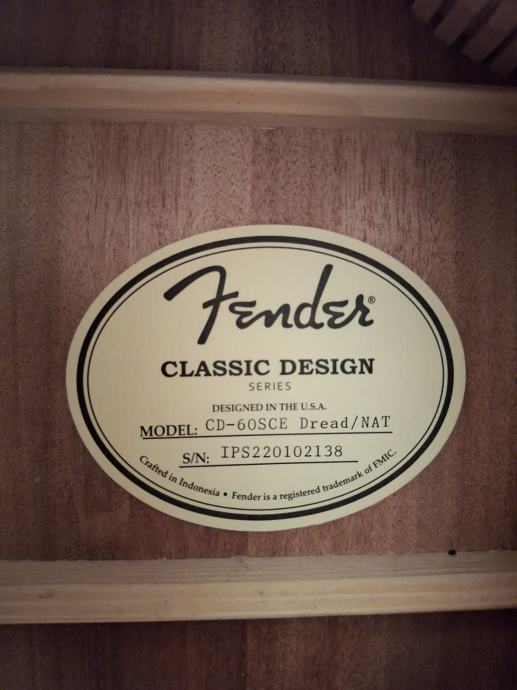 Fender®
CLASSIC DESIGN
SERIES
DESIGNED IN THE U.S.A.
MODEL: CD-60SCE Dread/NAT
S/N: IPS220102138
Crafted in Indonesia • Fender is a registered trademark of FMIC.